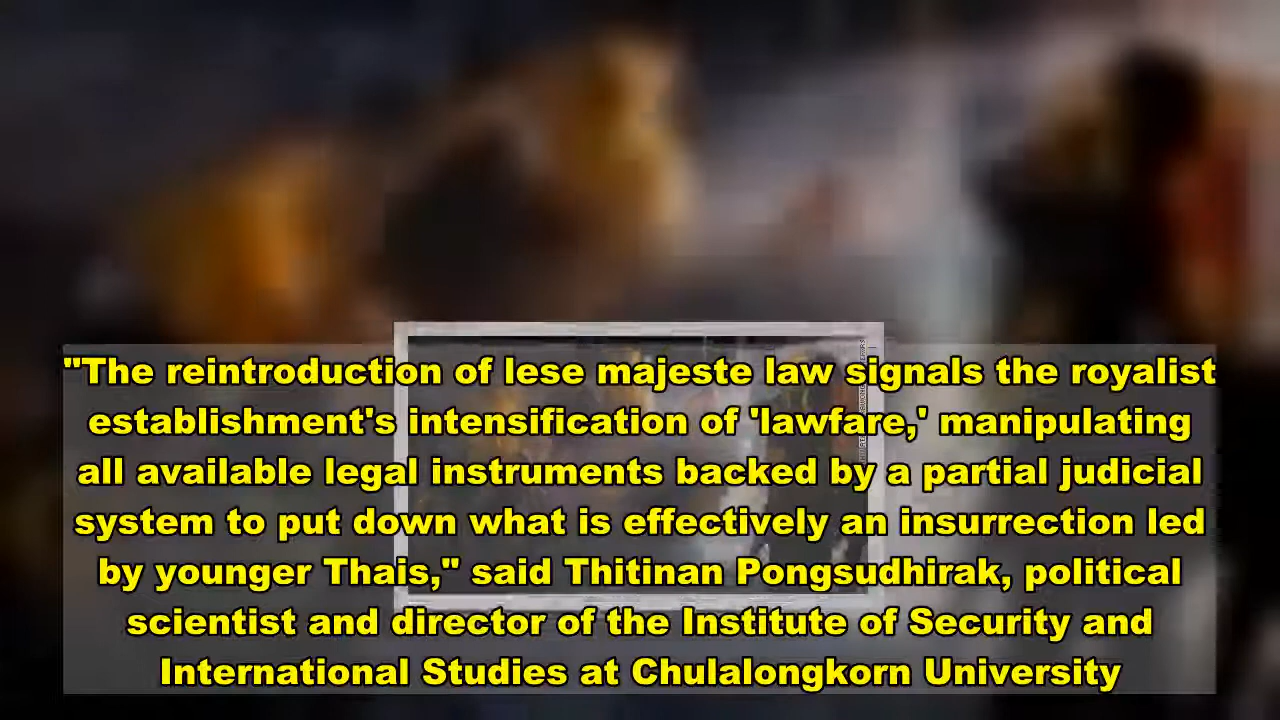 "The reintroduction of lese majeste law signals the royalist
establishment's intensification of 'lawfare,' manipulating
all available legal instruments backed by a partial judicial
system to put down what is effectively an insurrection led
by younger Thais," said Thitinan Pongsudhirak, political
scientist and director of the Institute of Security and
International Studies at Chulalongkorn University